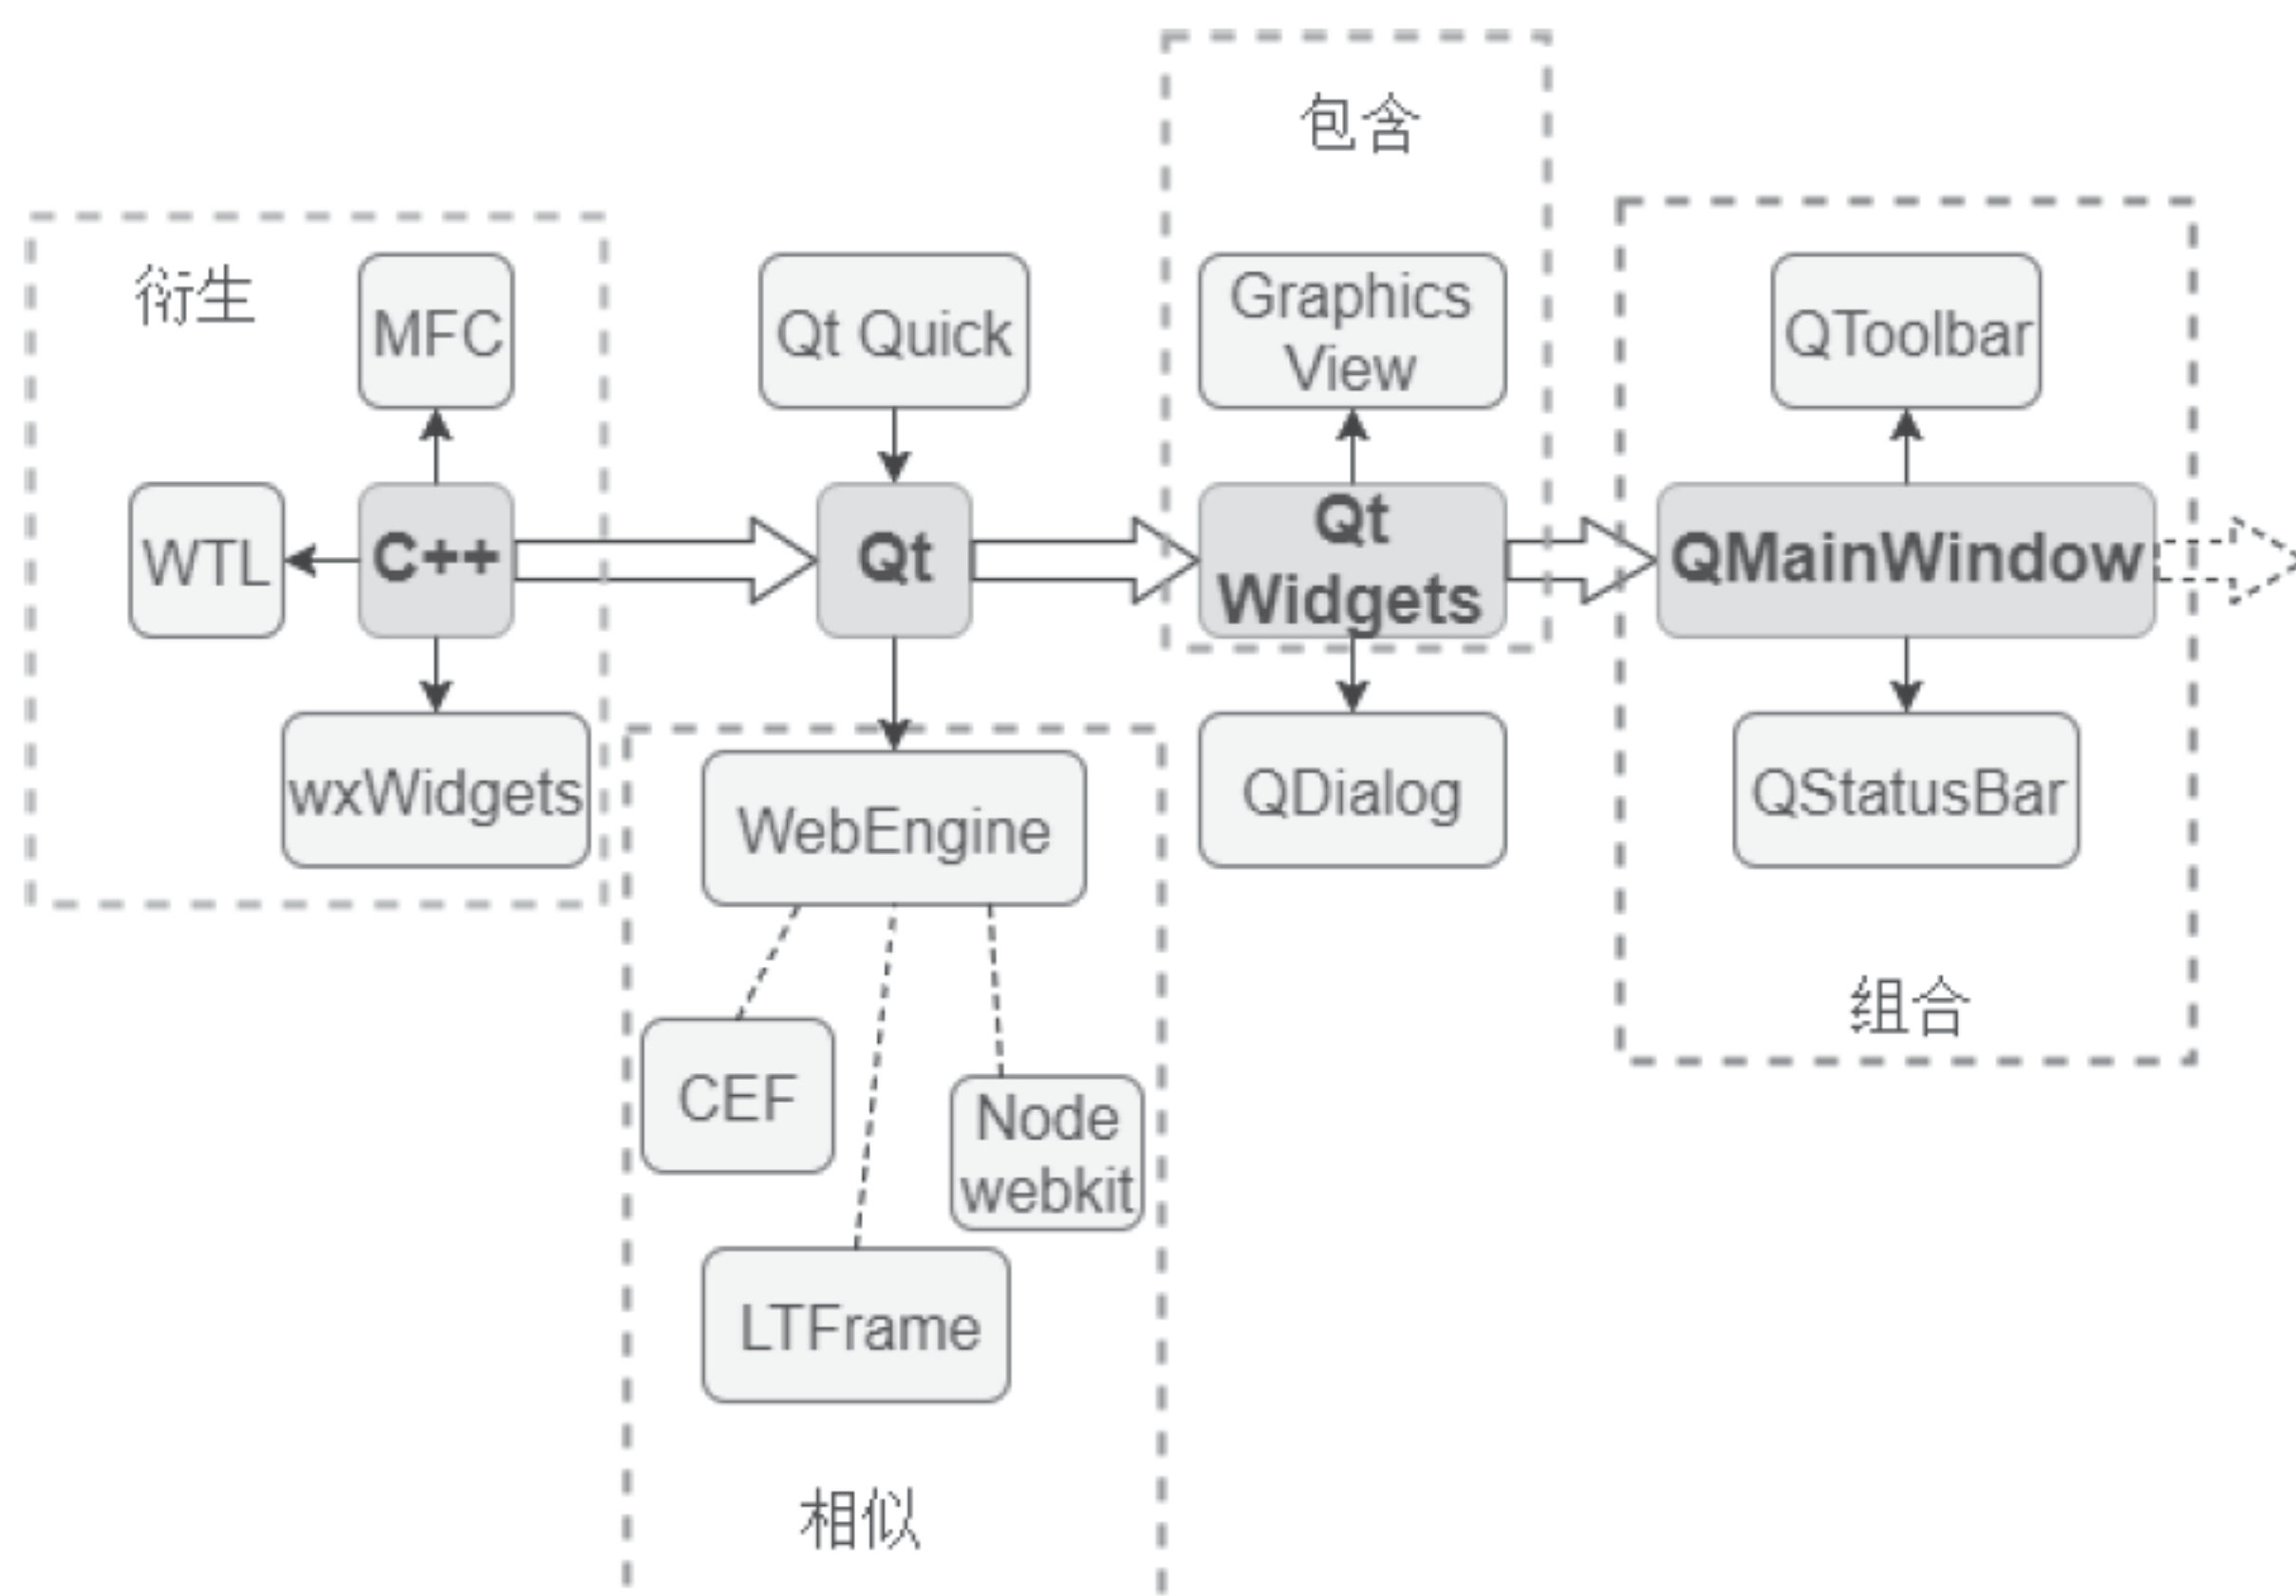 包含
衍生
MFC
Qt Quick
Graphics
View
QToolbar
WTL
C++
Qt
Qt
Widgets
QMainWindow
wxWidgets
WebEngine
QDialog
QStatusBar
CEF
Node
webkit
组合
LTFrame
相似